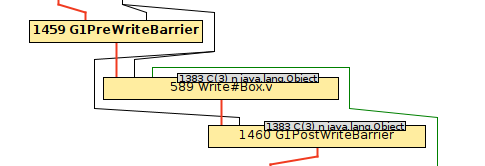 1459 G1PreWriteBarrier
1383 C(3) n java.lang.Object
589 Write#Box.v
1383 C(3) n java.lang.Object
1460 G1PostWriteBarrier